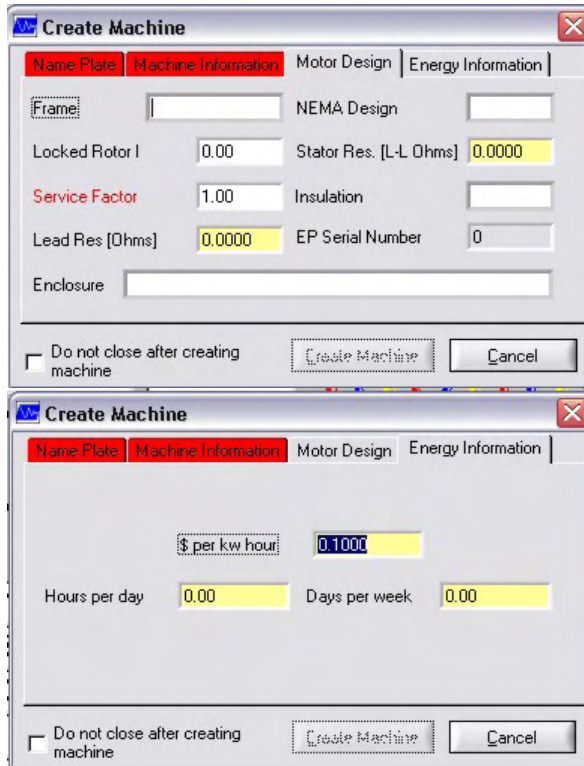 Create Machine
Name Plate Machine Information Motor Design Energy Information
Frame NEMA Design
Locked Rotor I 0.00 Stator Res. [L-L Ohms] 0.0000
Service Factor 1.00 Insulation
Lead Res [Ohms] 0.0000 EP Serial Number 0
Enclosure
Do not close after creating
machine
Create Machine Cancel
Create Machine
Name Plate Machine Information Motor Design Energy Information
$ per kw hour 0.1000
Hours per day 0.00 Days per week 0.00
Do not close after creating
machine
Create Machine Cancel